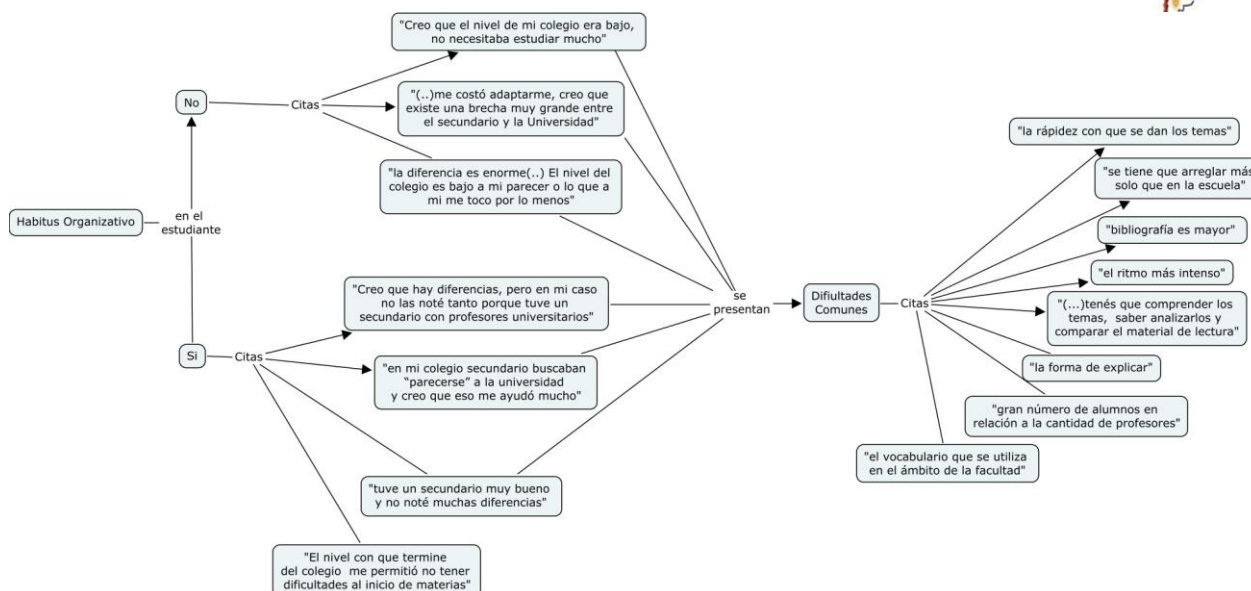 Habitus Organizativo
en el
estudiante
No
Citas
"Creo que el nivel de mi colegio era bajo,
no necesitaba estudiar mucho"
"(..)me costó adaptarme, creo que
existe una brecha muy grande entre
el secundario y la Universidad"
"la diferencia es enorme(..) El nivel del
colegio es bajo a mi parecer o lo que a
mi me toco por lo menos"
Si
Citas
"Creo que hay diferencias, pero en mi caso
no las noté tanto porque tuve un
secundario con profesores universitarios"
"en mi colegio secundario buscaban
“parecerse” a la universidad
y creo que eso me ayudó mucho"
"tuve un secundario muy bueno
y no noté muchas diferencias"
"El nivel con que termine
del colegio me permitió no tener
dificultades al inicio de materias"
se
presentan
Difiultades
Comunes
Citas
"la rápidez con que se dan los temas"
"se tiene que arreglar más
solo que en la escuela"
"bibliografía es mayor"
"el ritmo más intenso"
"(...)tenés que comprender los
temas, saber analizarlos y
comparar el material de lectura"
"la forma de explicar"
"gran número de alumnos en
relación a la cantidad de profesores"
"el vocabulario que se utiliza
en el ámbito de la facultad"